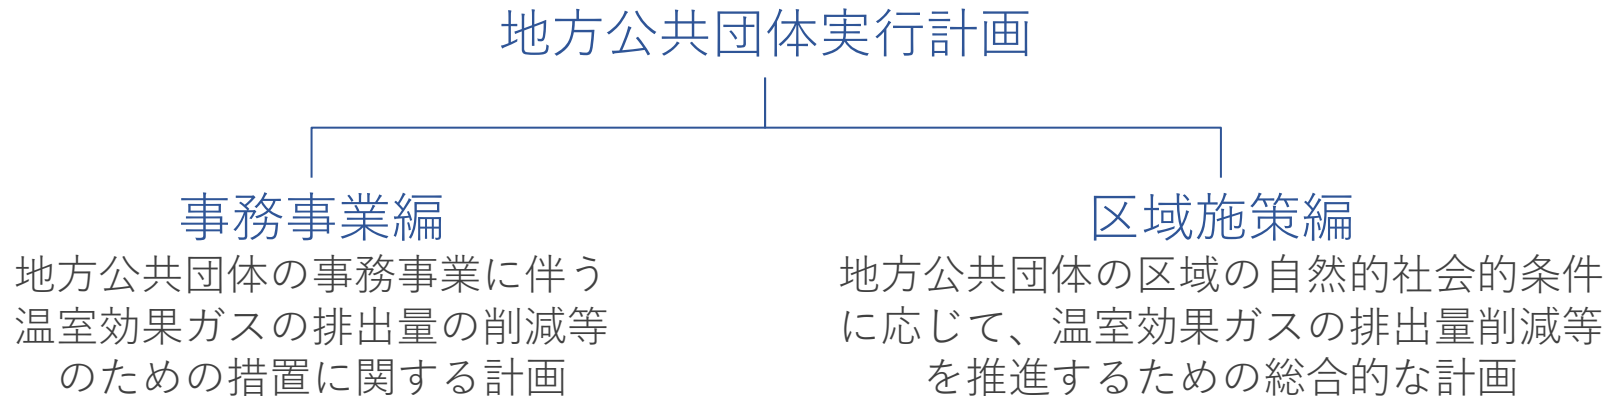 地方公共団体実行計画
事務事業編
地方公共団体の事務事業に伴う
温室効果ガスの排出量の削減等
のための措置に関する計画
区域施策編
地方公共団体の区域の自然的社会的条件
に応じて、温室効果ガスの排出量削減等
を推進するための総合的な計画